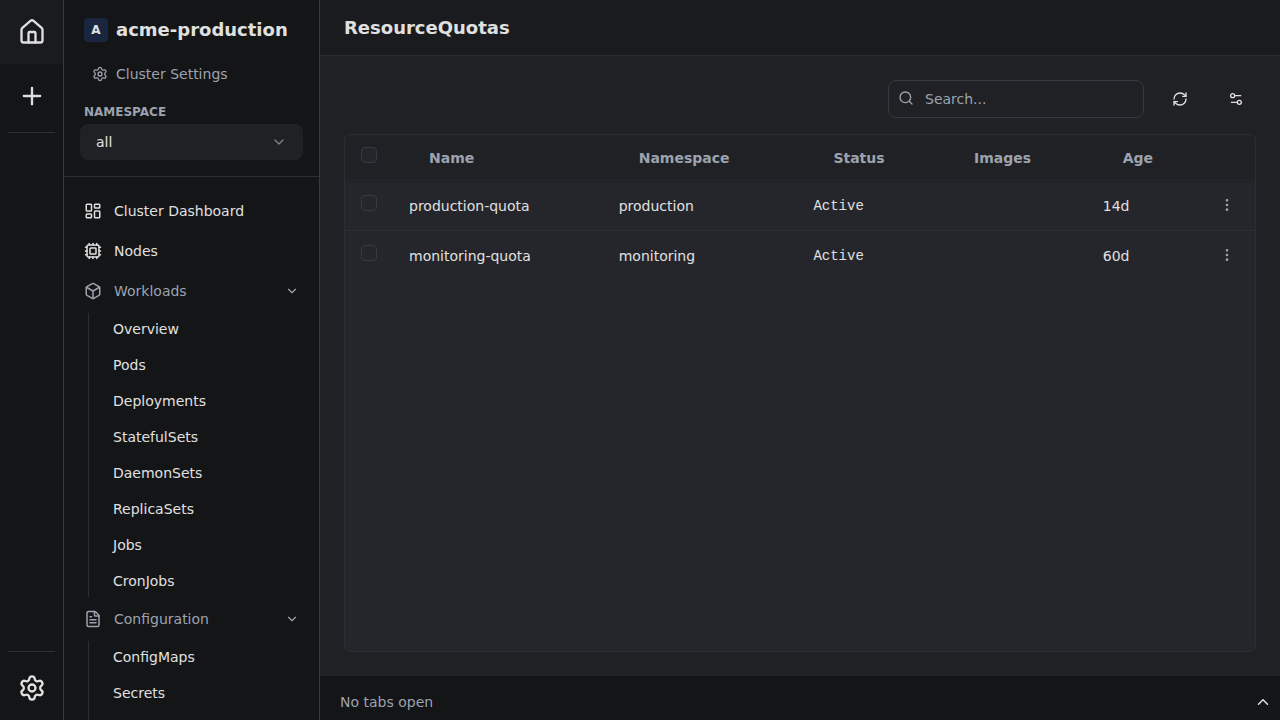 A acme-production
Cluster Settings
NAMESPACE
all
Cluster Dashboard
Nodes
Workloads
Overview
Pods
Deployments
StatefulSets
DaemonSets
ReplicaSets
Jobs
CronJobs
Configuration
ConfigMaps
Secrets
ResourceQuotas
Search...
Name Namespace Status Images Age
production-quota production Active 14d
monitoring-quota monitoring Active 60d
No tabs open